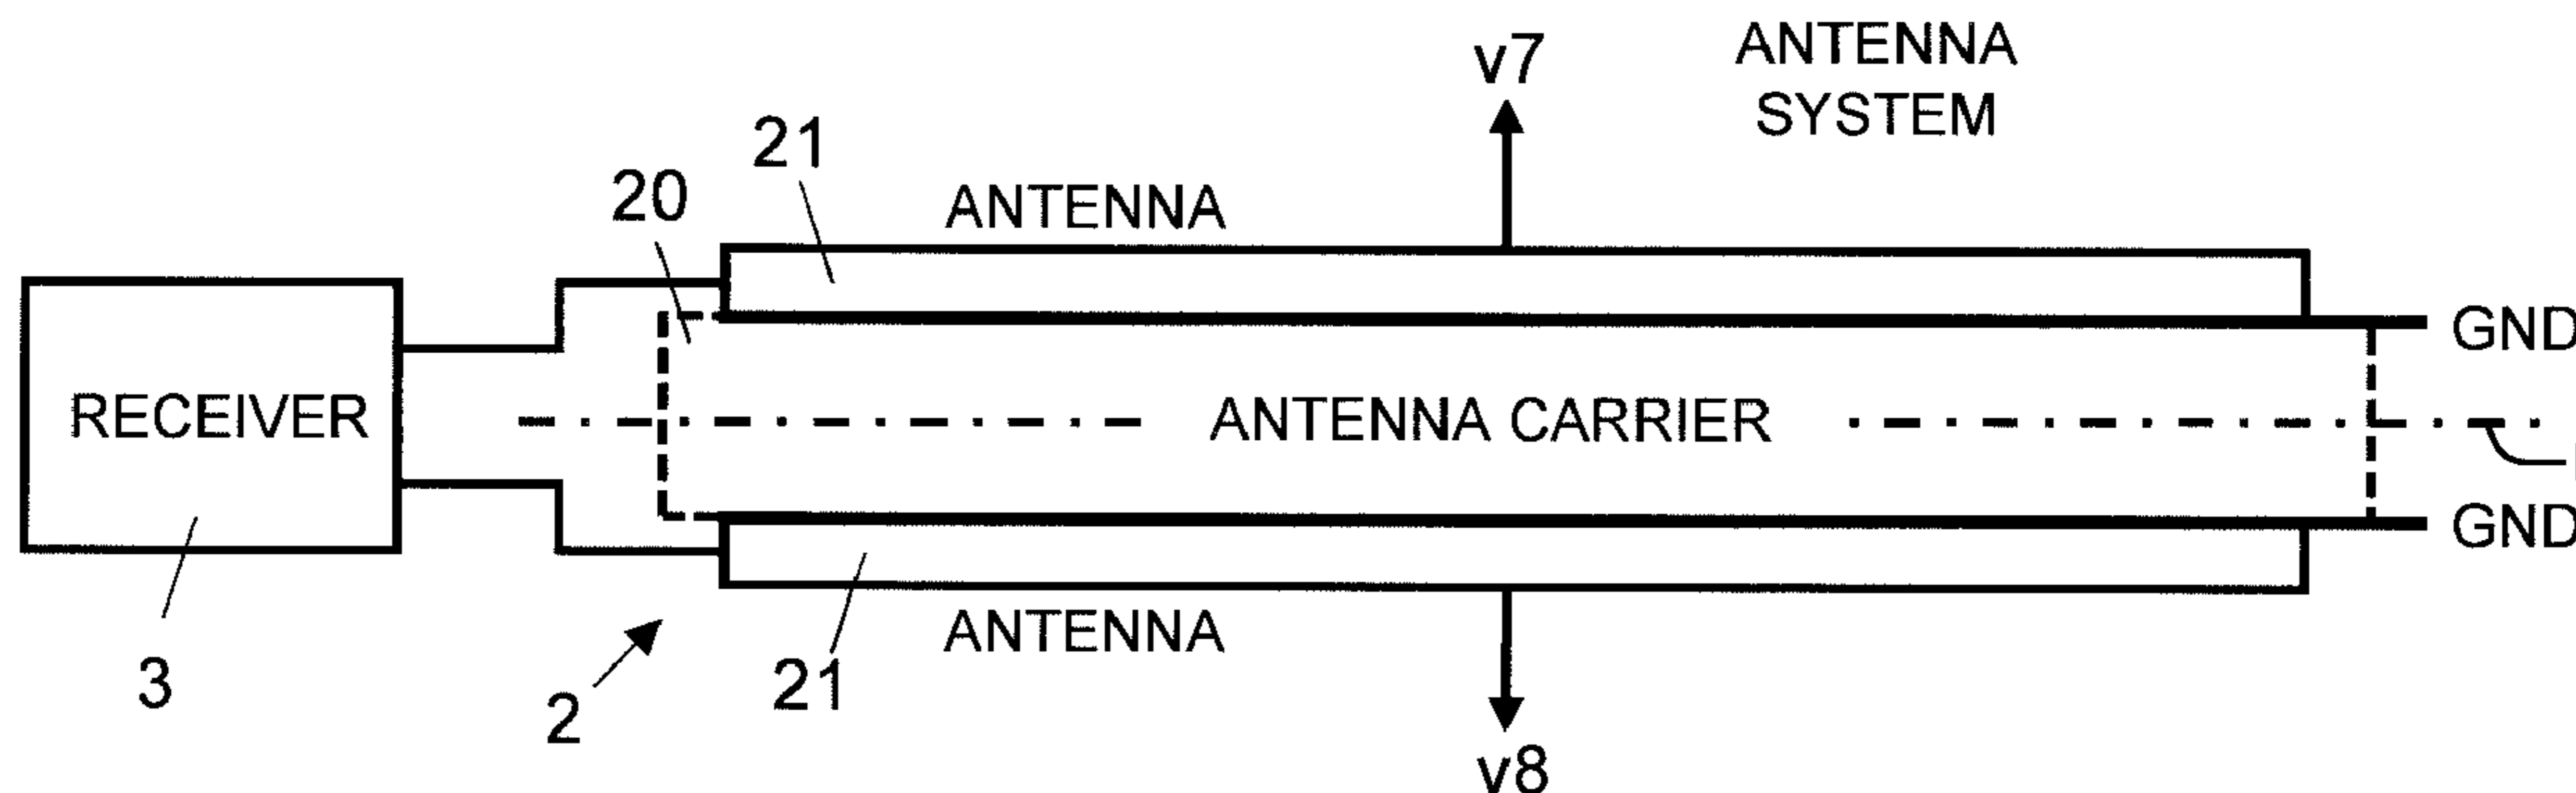 v7
ANTENNA
SYSTEM
21
20
ANTENNA
GND
RECEIVER
ANTENNA CARRIER
GND
ANTENNA
3
21
2
v8